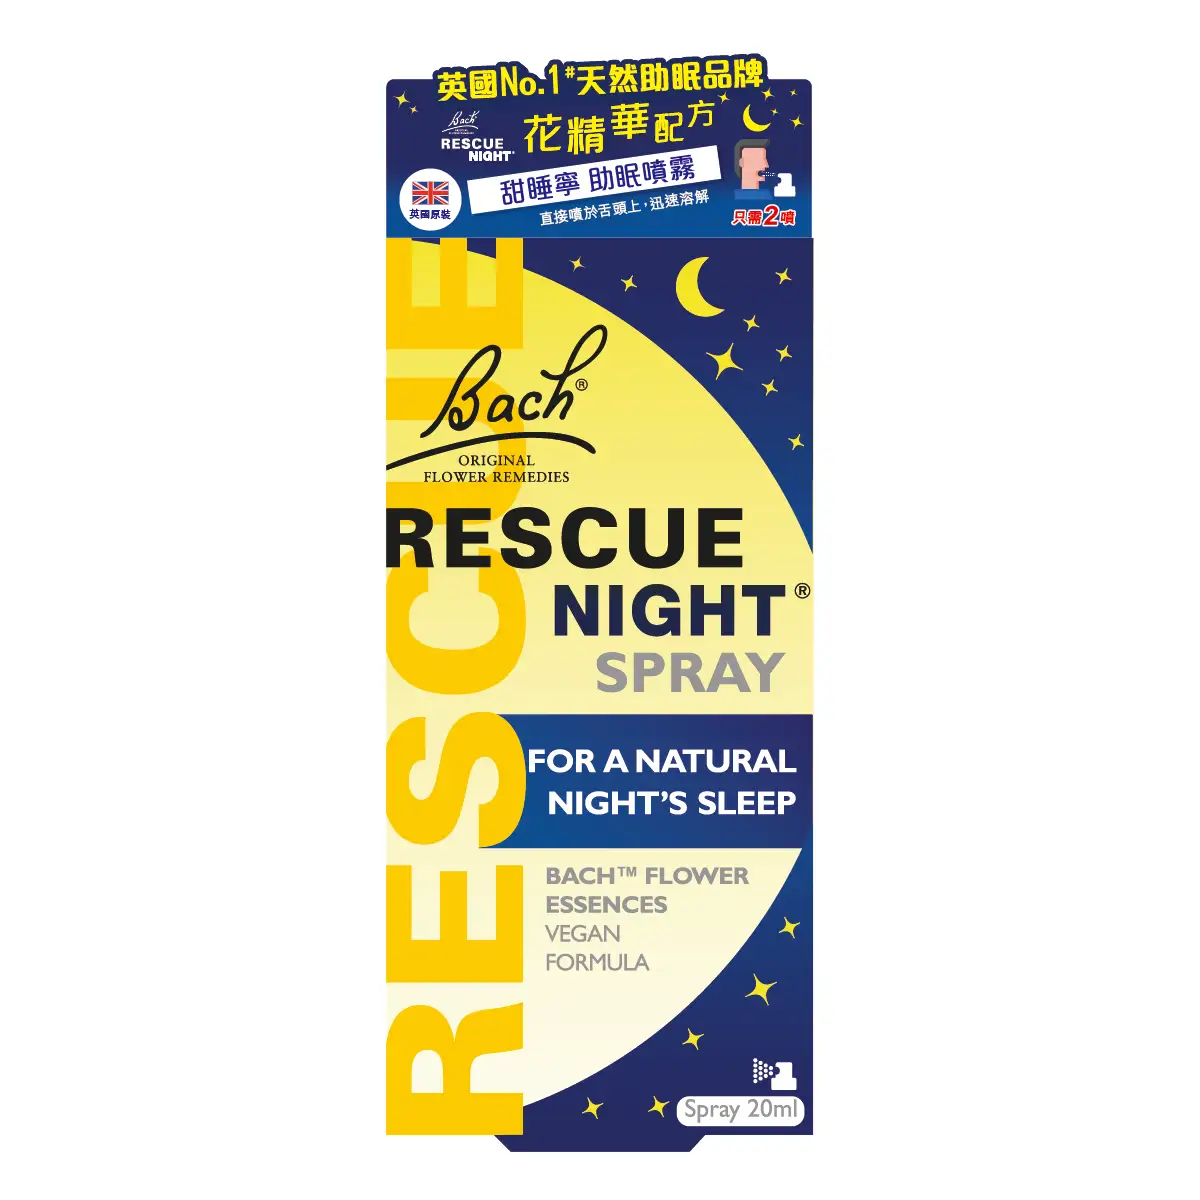 英國No.1#天然助眠品牌
Bach
RESCUE
NIGHT®
花精華配方
甜睡寧 助眠噴霧
直接噴於舌頭上，迅速溶解
英國原裝
只需2噴
RESCUE
Bach®
ORIGINAL
FLOWER REMEDIES
RESCUE
NIGHT®
SPRAY
FOR A NATURAL
NIGHT'S SLEEP
BACH™ FLOWER
ESSENCES
VEGAN
FORMULA
Spray 20ml